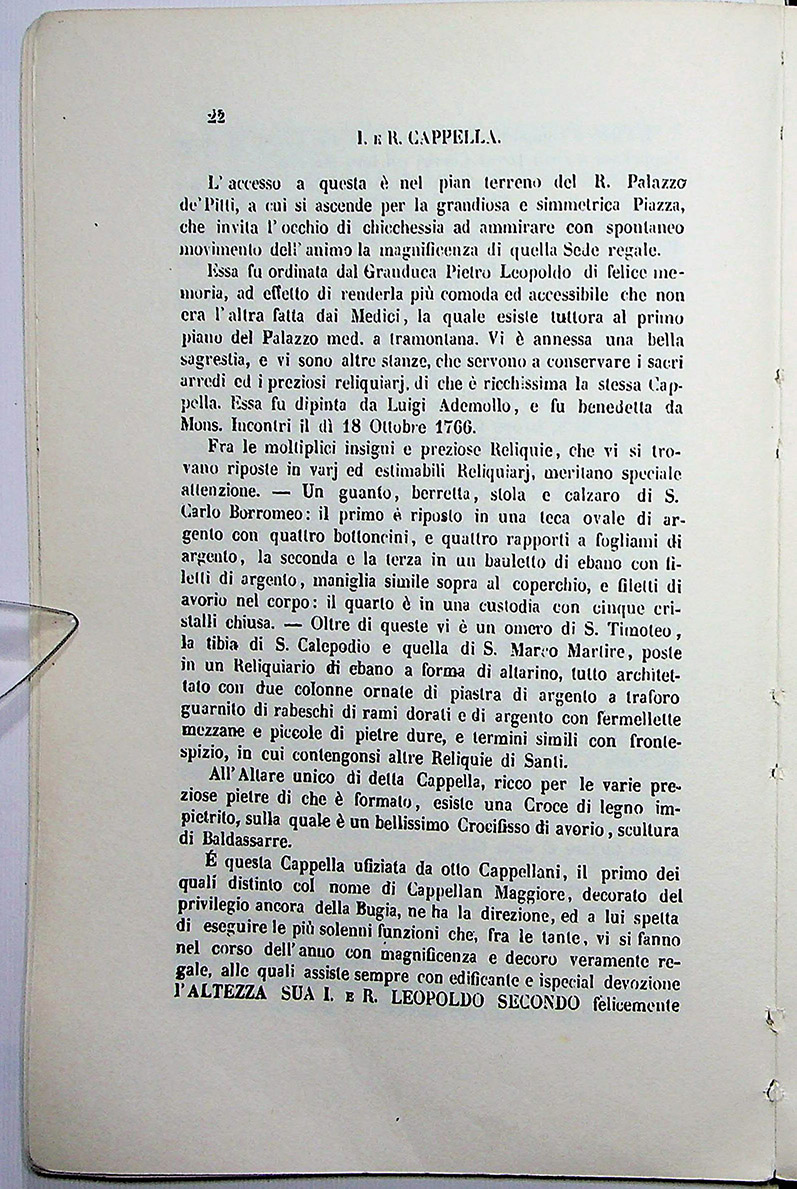 22
I. E R. CAPPELLA.
L'accesso a questa è nel pian terreno del R. Palazzo
de'Pitti, a cui si ascende per la grandiosa e simmetrica Piazza,
che invita l'occhio di chicchessia ad ammirare con spontaneo
movimento dell'animo la magnificenza di quella Sede regale.
Essa fu ordinata dal Granduca Pietro Leopoldo di felice me-
moria, ad effetto di renderla più comoda ed accessibile che non
era l'altra fatta dai Medici, la quale esiste tuttora al primo
piano del Palazzo med. a tramontana. Vi è annessa una bella
sagrestia, e vi sono altre stanze, che servono a conservare i sacri
arredi ed i preziosi reliquiarj, di che è ricchissima la stessa Cap-
pella. Essa fu dipinta da Luigi Ademollo, e fu benedetta da
Mons. Incontri il dì 18 Ottobre 1766.
Fra le moltiplici insigni e preziose Reliquie, che vi si tro-
vano riposte in varj ed estimabili Reliquiarj, meritano speciale
attenzione. — Un guanto, berretta, stola e calzaro di S.
Carlo Borromeo: il primo è riposto in una teca ovale di ar-
gento con quattro bottoncini, e quattro rapporti a fogliami di
argento, la seconda e la terza in un bauletto di ebano con fi-
letti di argento, maniglia simile sopra al coperchio, e filetti di
avorio nel corpo: il quarto è in una custodia con cinque cri-
stalli chiusa. — Oltre di queste vi è un omero di S. Timoteo,
la tibia di S. Calepodio e quella di S. Marco Martire, poste
in un Reliquiario di ebano a forma di altarino, tutto architet-
tato con due colonne ornate di piastra di argento a traforo
guarnito di rabeschi di rami dorati e di argento con fermellette
mezzane e piccole di pietre dure, e termini simili con fronte-
spizio, in cui contengonsi altre Reliquie di Santi.
All'Altare unico di detta Cappella, ricco per le varie pre-
ziose pietre di che è formato, esiste una Croce di legno im-
pietrito, sulla quale è un bellissimo Crocifisso di avorio, scultura
di Baldassarre.
É questa Cappella ufiziata da otto Cappellani, il primo dei
quali distinto col nome di Cappellan Maggiore, decorato del
privilegio ancora della Bugia, ne ha la direzione, ed a lui spetta
di eseguire le più solenni funzioni che, fra le tante, vi si fanno
nel corso dell'anuo con magnificenza e decoro veramente re-
gale, alle quali assiste sempre con edificante e ispecial devozione
l'ALTEZZA SUA I. E R. LEOPOLDO SECONDO felicemente